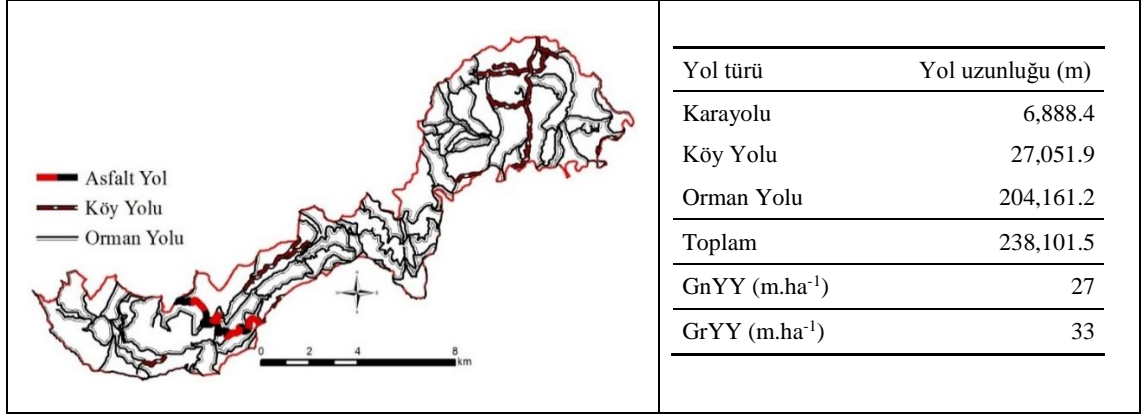 Asfalt Yol
Köy Yolu
Orman Yolu
0 2 4 8
km
Yol türü Yol uzunluğu (m)
Karayolu 6,888.4
Köy Yolu 27,051.9
Orman Yolu 204,161.2
Toplam 238,101.5
GnYY (m.ha-1) 27
GrYY (m.ha-1) 33